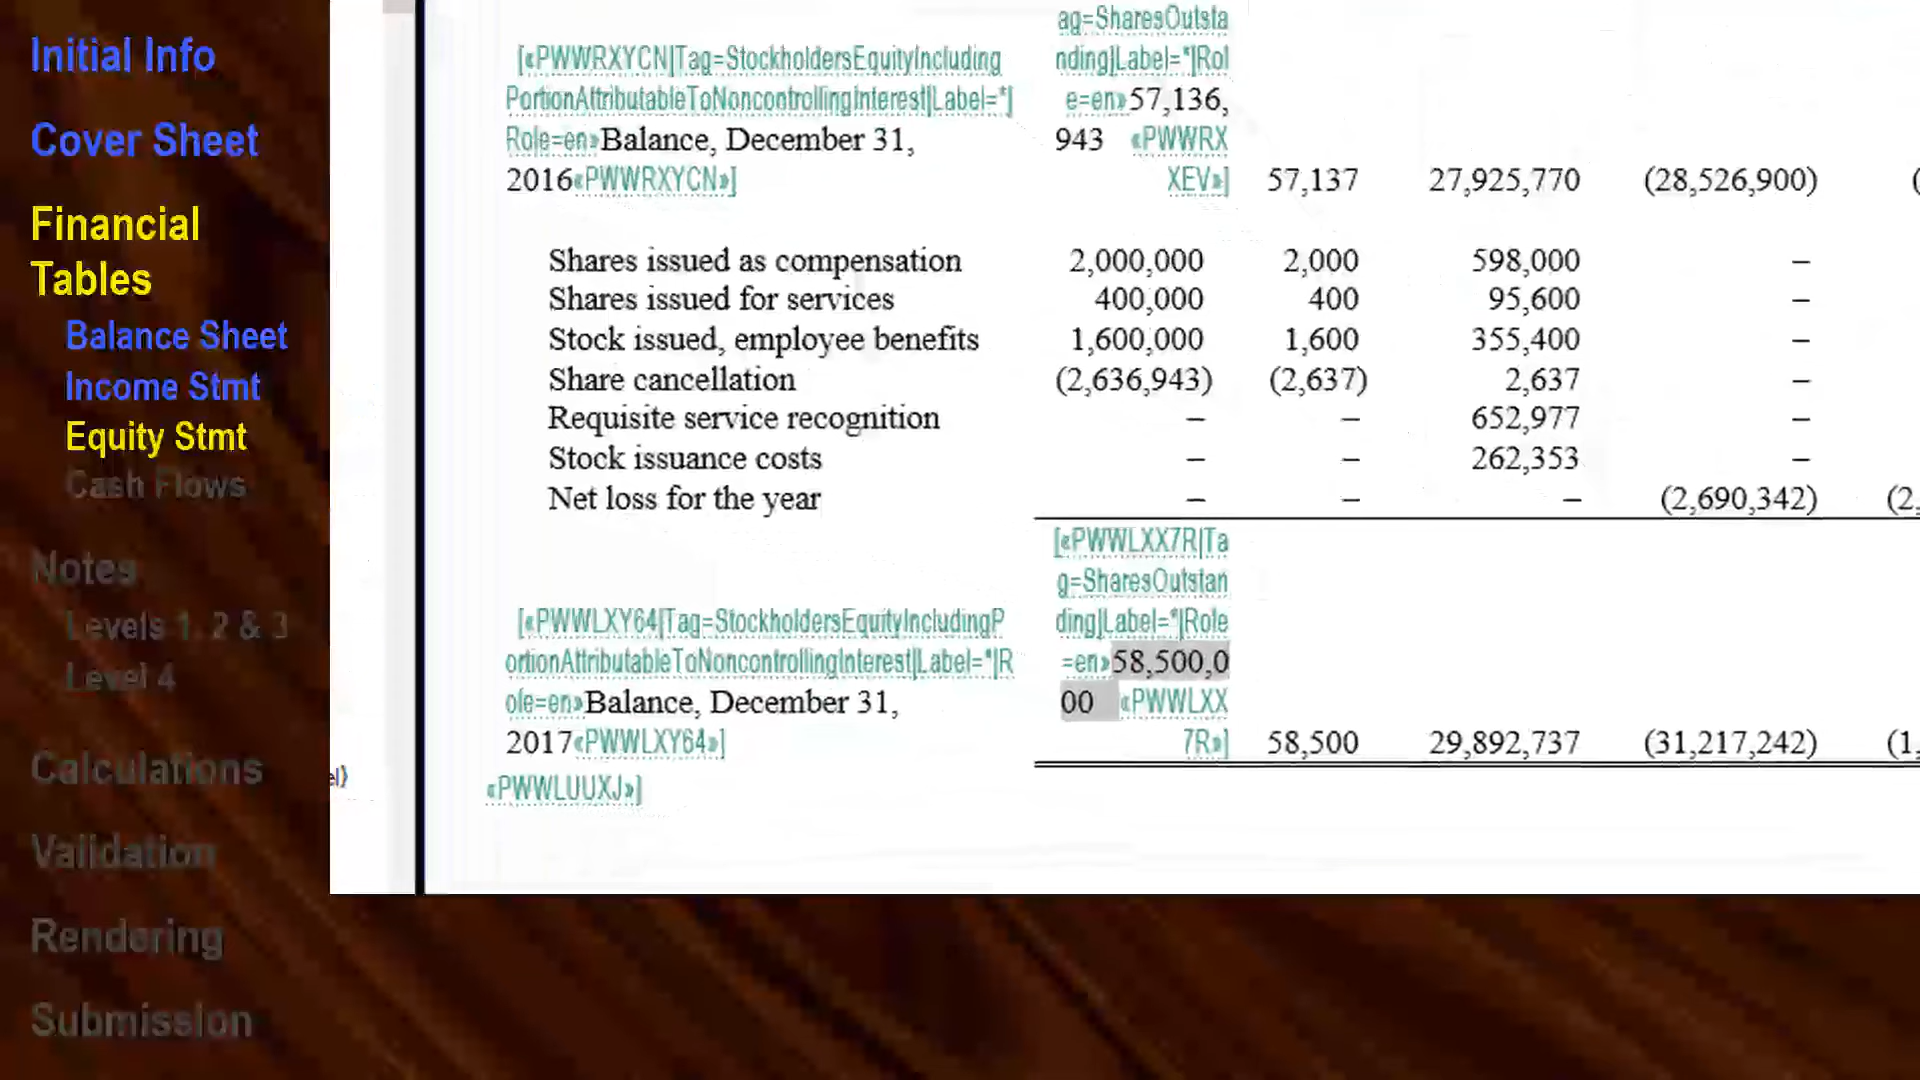 Initial Info
Cover Sheet
Financial
Tables
Balance Sheet
Income Stmt
Equity Stmt
Cash Flows
Notes
Levels 1, 2 & 3
Level 4
Calculations
Validation
Rendering
Submission
el)
ag=SharesOutsta
[«PWWRXYCN|Tag=StockholdersEquityIncluding nding|Label=*|Rol
PortionAttributableToNoncontrollingInterest|Label=*| e=en»57,136,
Role=en»Balance, December 31, 943 «PWWRX
2016«PWWRXYCN»] XEV»] 57,137 27,925,770 (28,526,900) (
Shares issued as compensation 2,000,000 2,000 598,000 –
Shares issued for services 400,000 400 95,600 –
Stock issued, employee benefits 1,600,000 1,600 355,400 –
Share cancellation (2,636,943) (2,637) 2,637 –
Requisite service recognition – – 652,977 –
Stock issuance costs – – 262,353 –
Net loss for the year – – – (2,690,342) (2,
[«PWWLXX7R|Ta
g=SharesOutstan
[«PWWLXY64|Tag=StockholdersEquityIncludingP ding|Label=*|Role
ortionAttributableToNoncontrollingInterest|Label=*|R =en»58,500,0
ole=en»Balance, December 31, 00 «PWWLXX
2017«PWWLXY64»] 7R»] 58,500 29,892,737 (31,217,242) (1,
«PWWLUUXJ»]